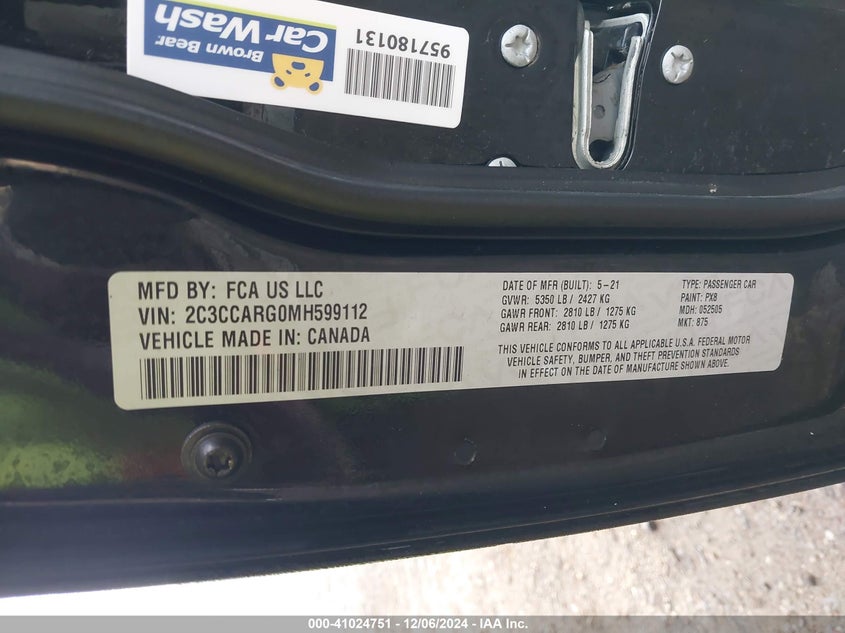 Brown Bear
Car Wash
957180131
MFD BY: FCA US LLC
VIN: 2C3CCARG0MH599112
VEHICLE MADE IN: CANADA
DATE OF MFR (BUILT): 5-21
GVWR: 5350 LB / 2427 KG
GAWR FRONT: 2810 LB / 1275 KG
GAWR REAR: 2810 LB / 1275 KG
TYPE: PASSENGER CAR
PAINT: PX8
MDH: 052505
MKT: 875
THIS VEHICLE CONFORMS TO ALL APPLICABLE U.S.A. FEDERAL MOTOR
VEHICLE SAFETY, BUMPER, AND THEFT PREVENTION STANDARDS
IN EFFECT ON THE DATE OF MANUFACTURE SHOWN ABOVE.
000-41024751 - 12/06/2024 - IAA Inc.